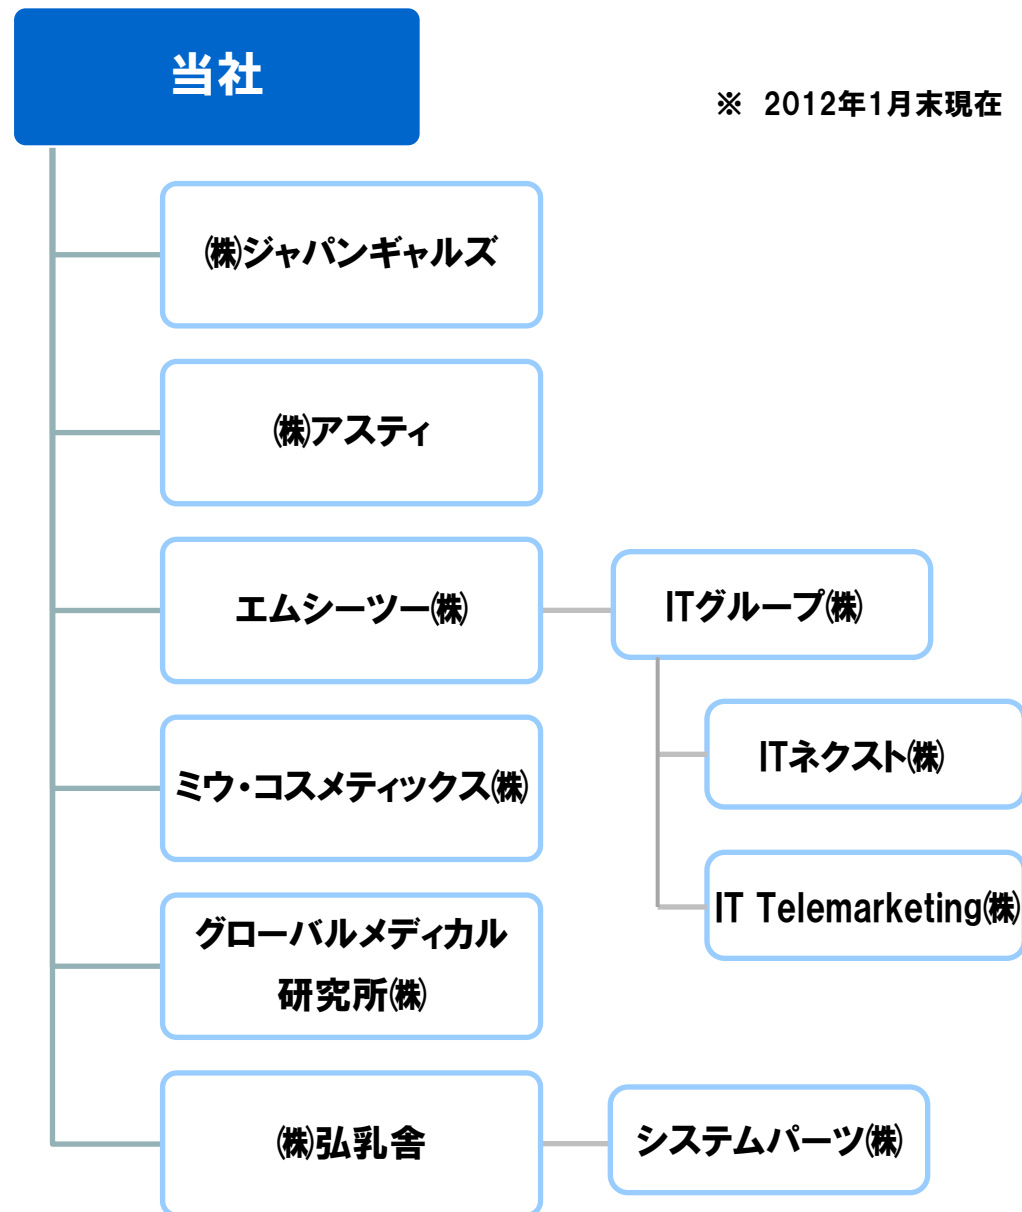 当社
※ 2012年1月末現在
㈱ジャパンギャルズ
㈱アスティ
エムシーツー㈱
ITグループ㈱
ITネクスト㈱
ミウ・コスメティックス㈱
IT Telemarketing㈱
グローバルメディカル
研究所㈱
㈱弘乳舎
システムパーツ㈱